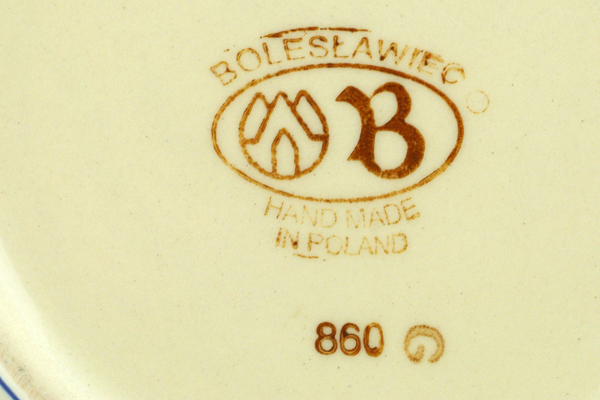 BOLESŁAWIEC
B
HAND MADE
IN POLAND
860 G